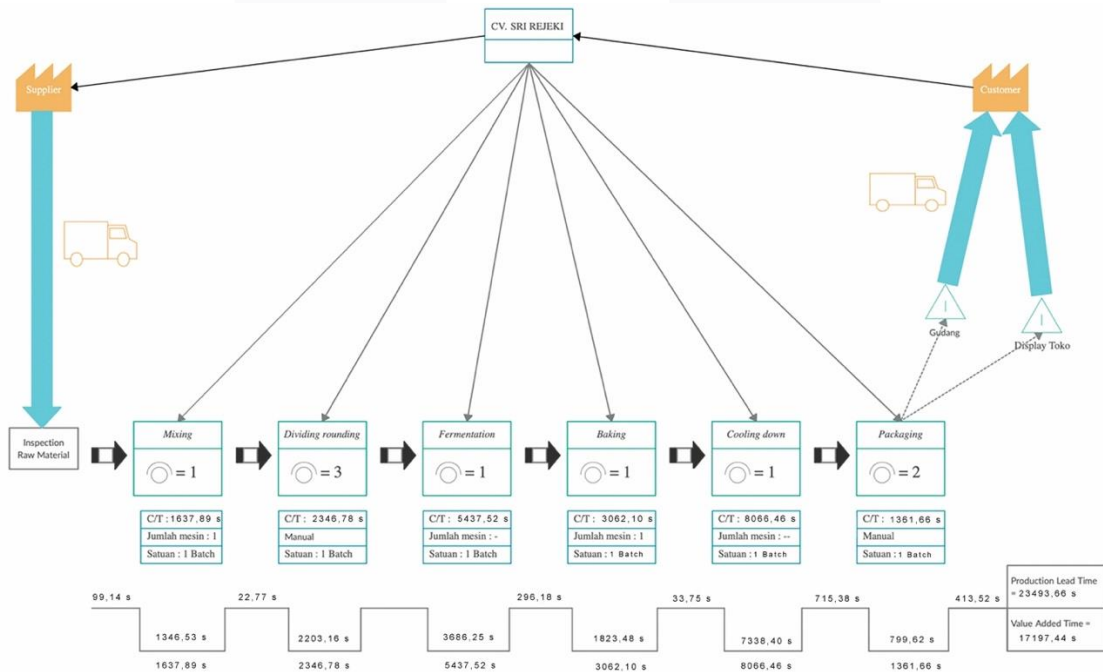 CV. SRI REJEKI
Supplier
Customer
Gudang
Display Toko
Inspection
Raw Material
Mixing
= 1
Dividing rounding
= 3
Fermentation
= 1
Baking
= 1
Cooling down
= 1
Packaging
= 2
C/T : 1637,89 s
Jumlah mesin : 1
Satuan : 1 Batch
C/T : 2346,78 s
Manual
Satuan : 1 Batch
C/T : 5437,52 s
Jumlah mesin : -
Satuan : 1 Batch
C/T : 3062,10 s
Jumlah mesin : 1
Satuan : 1 Batch
C/T : 8066,46 s
Jumlah mesin : --
Satuan : 1 Batch
C/T : 1361,66 s
Manual
Satuan : 1 Batch
99,14 s
22,77 s
296,18 s
33,75 s
715,38 s
413,52 s
1346,53 s
2203,16 s
3686,25 s
1823,48 s
7338,40 s
799,62 s
1637,89 s
2346,78 s
5437,52 s
3062,10 s
8066,46 s
1361,66 s
Production Lead Time
= 23493,66 s
Value Added Time =
17197,44 s